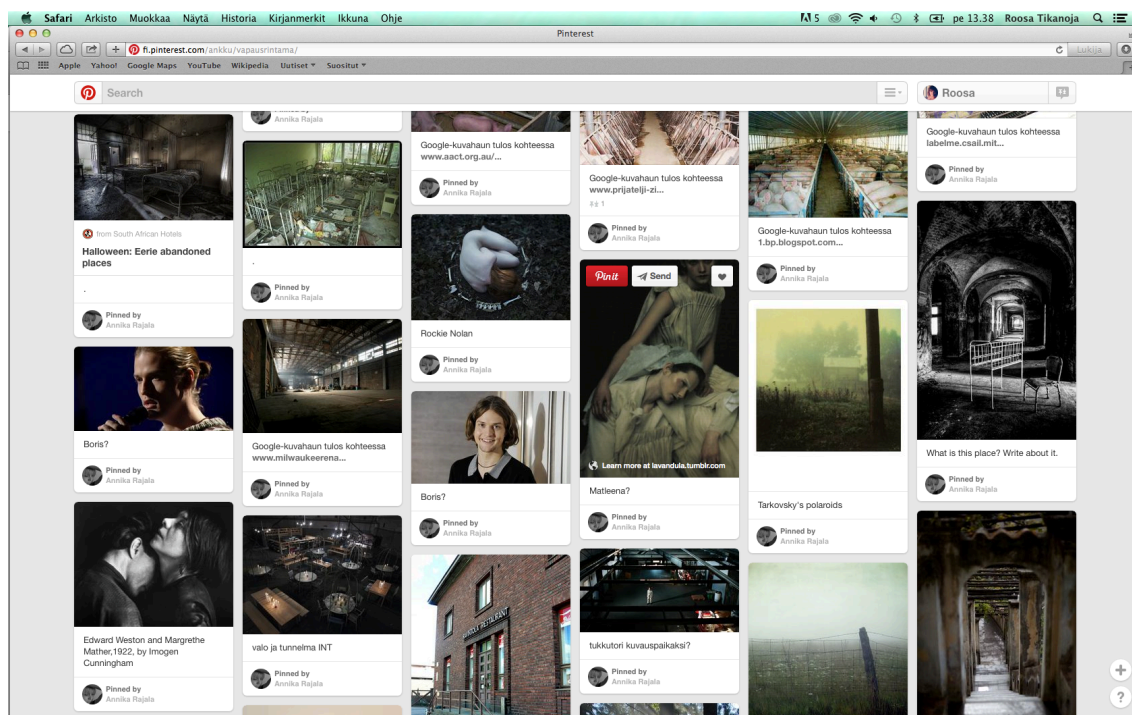 Safari Arkisto Muokkaa Näytä Historia Kirjanmerkit Ikkuna Ohje
5 pe 13.38 Roosa Tikanoja
Pinterest
fi.pinterest.com/ankku/vapausrintama/
Lukija
Apple Yahoo! Google Maps YouTube Wikipedia Uutiset Suositut
Search
Roosa
from South African Hotels
Halloween: Eerie abandoned
places
.
Pinned by
Annika Rajala
Boris?
Pinned by
Annika Rajala
Edward Weston and Margrethe
Mather,1922, by Imogen
Cunningham
Pinned by
Annika Rajala
Annika Rajala
.
Pinned by
Annika Rajala
Google-kuvahaun tulos kohteessa
www.milwaukeerena...
Pinned by
Annika Rajala
valo ja tunnelma INT
Pinned by
Annika Rajala
Google-kuvahaun tulos kohteessa
www.aact.org.au/...
Pinned by
Annika Rajala
Rockie Nolan
Pinned by
Annika Rajala
Boris?
Pinned by
Annika Rajala
RESTAURANT
Google-kuvahaun tulos kohteessa
www.prijatelji-zi...
1
Pinned by
Annika Rajala
Pinit
Send
Learn more at lavandula.tumblr.com
Matleena?
Pinned by
Annika Rajala
tukkutori kuvauspaikaksi?
Pinned by
Annika Rajala
Google-kuvahaun tulos kohteessa
1.bp.blogspot.com...
Pinned by
Annika Rajala
Tarkovsky's polaroids
Pinned by
Annika Rajala
Google-kuvahaun tulos kohteessa
labelme.csail.mit...
Pinned by
Annika Rajala
What is this place? Write about it.
Pinned by
Annika Rajala
+
?